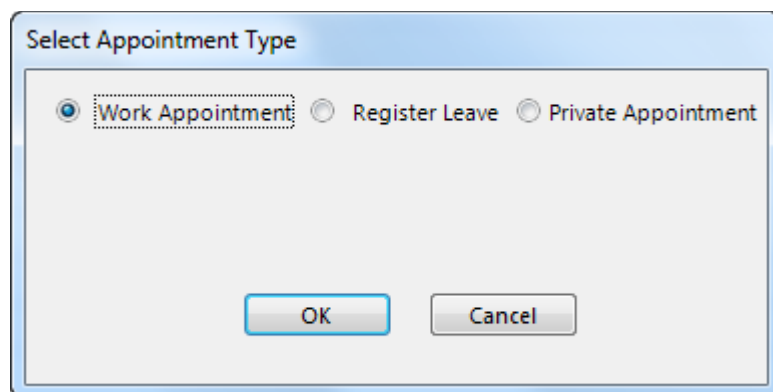 Select Appointment Type
Work Appointment Register Leave Private Appointment
OK Cancel